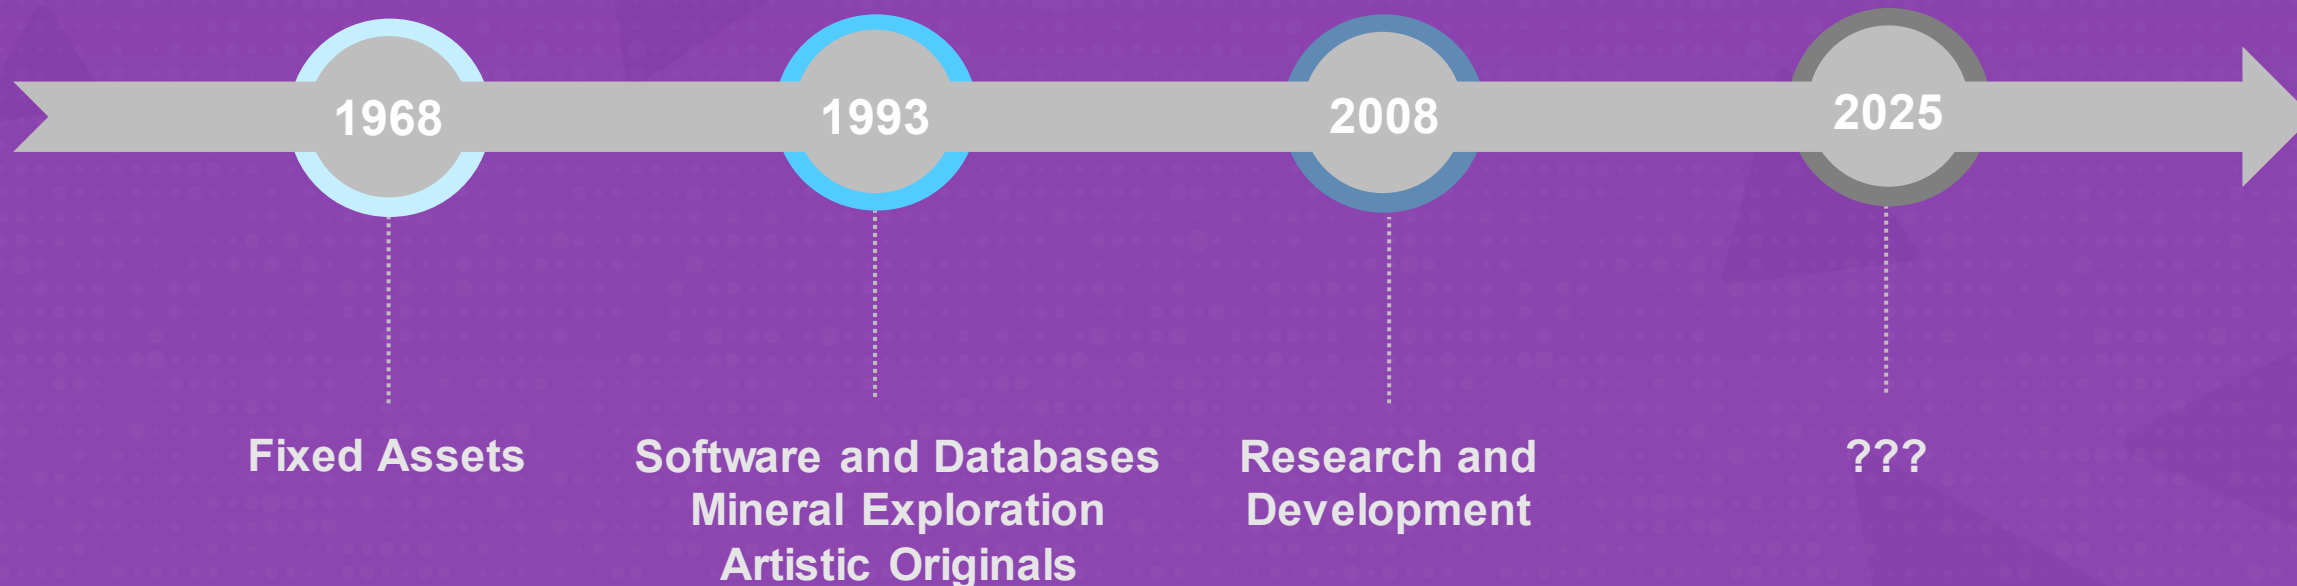 1968
1993
2008
2025
Fixed Assets
Software and Databases
Mineral Exploration
Artistic Originals
Research and
Development
???